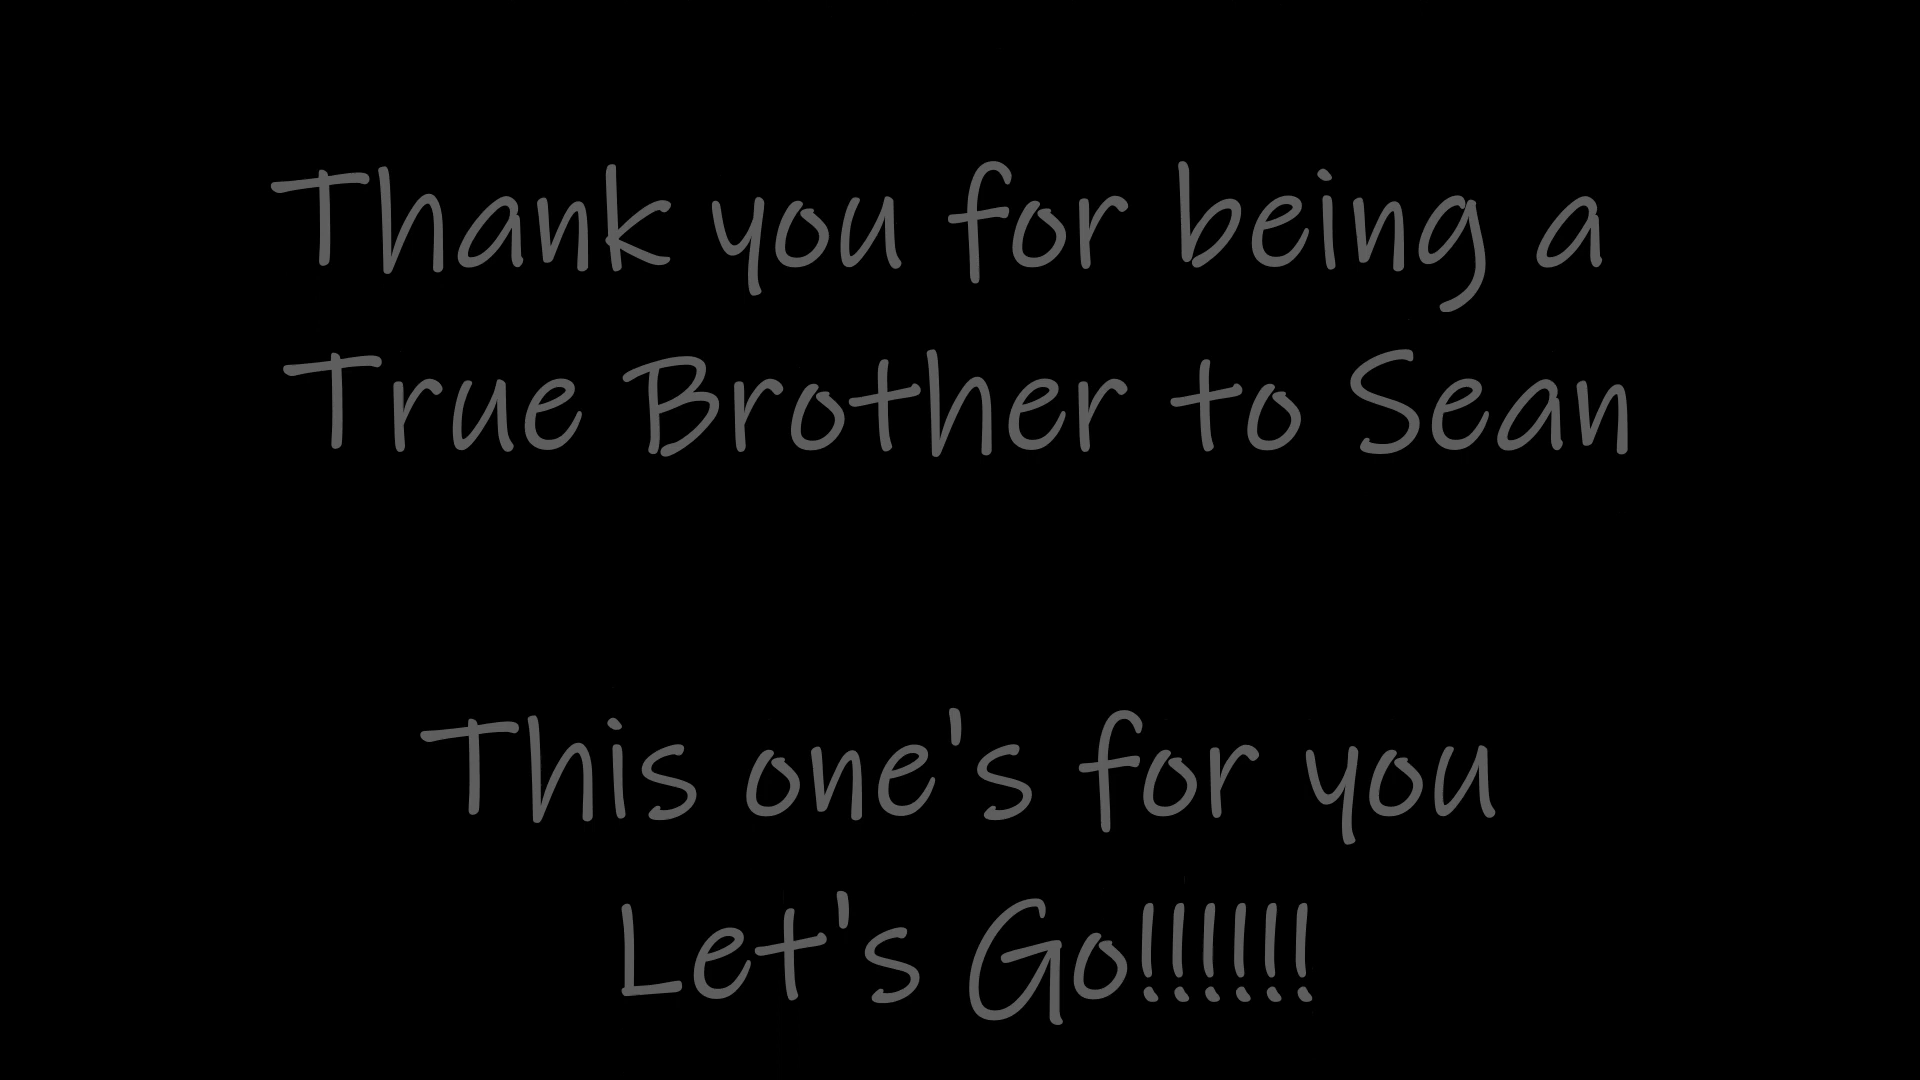 Thank you for being a
True Brother to Sean
This one's for you
Let's Go!!!!!!